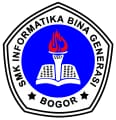 SMK INFORMATIKA BINA GENERASI
BOGOR